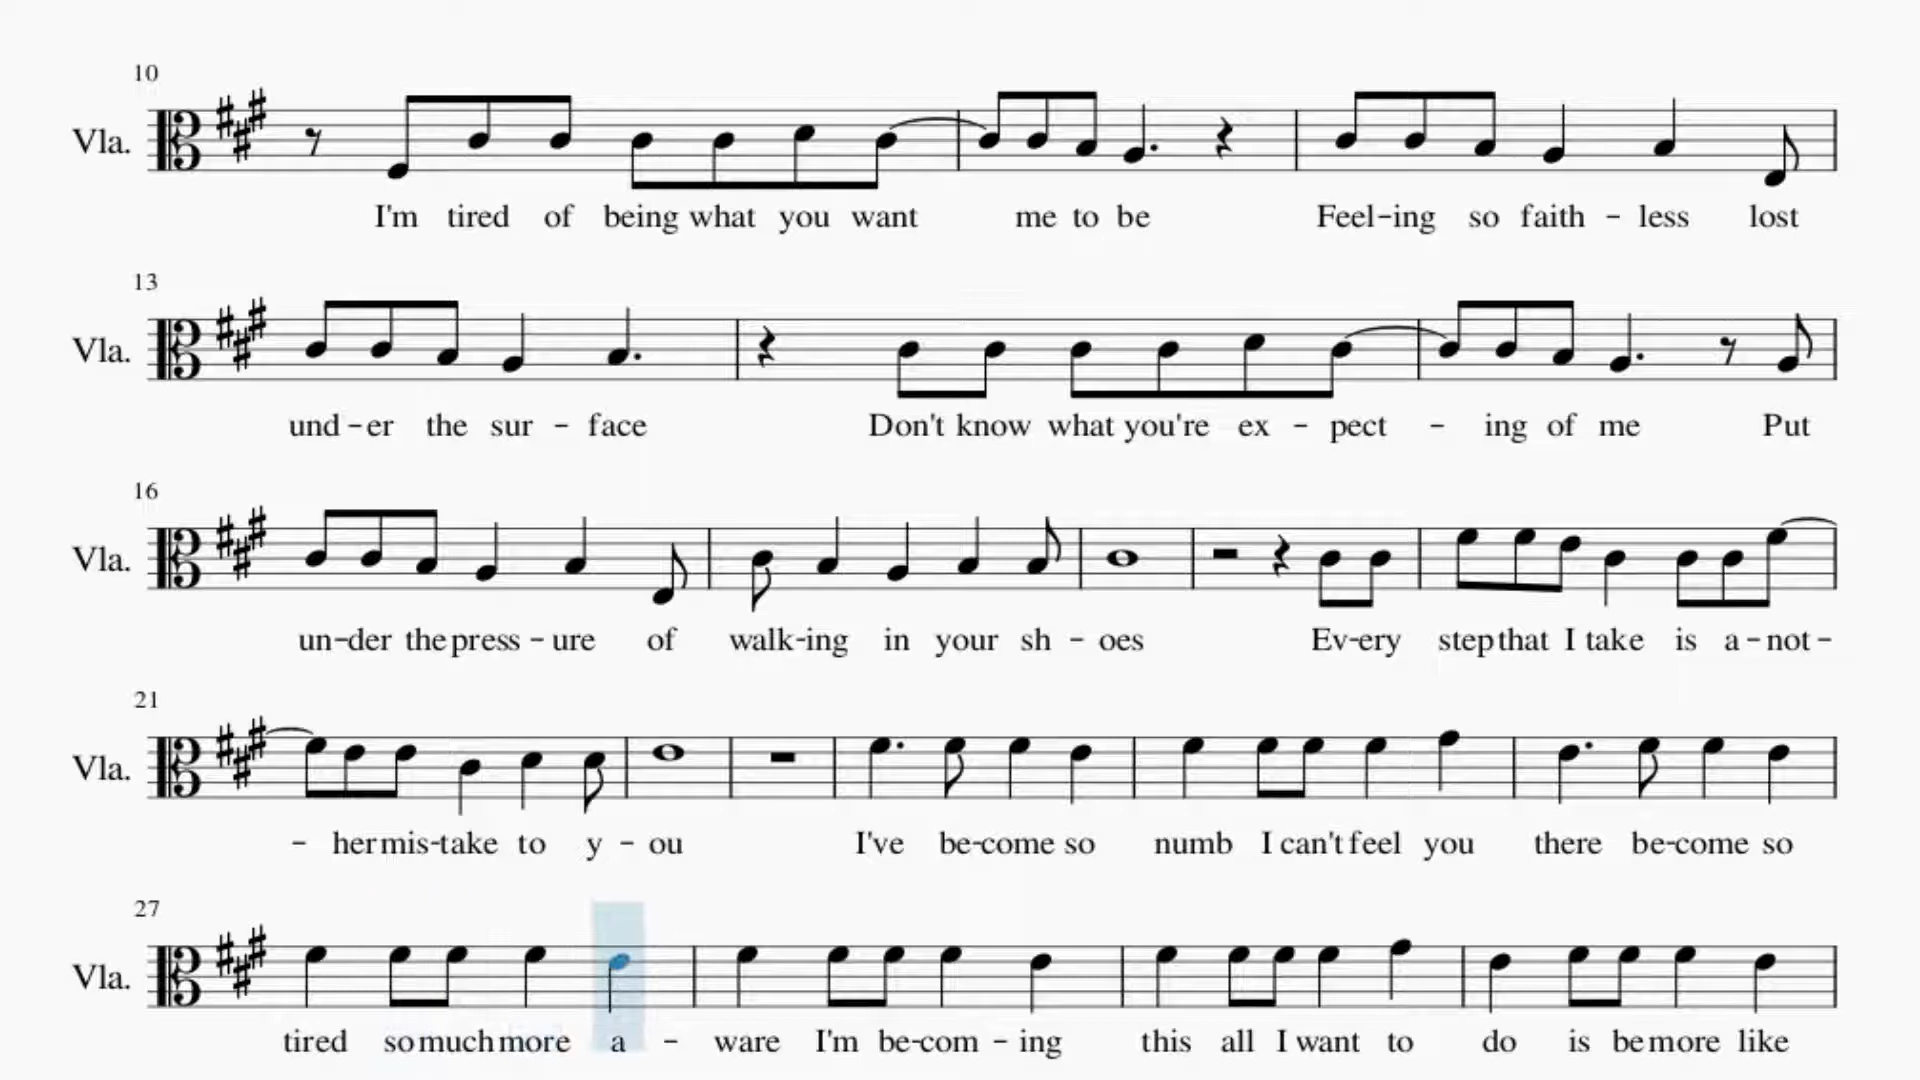 10
Vla.
I'm tired of being what you want me to be Feel-ing so faith - less lost
13
Vla.
und-er the sur - face Don't know what you're ex - pect - ing of me Put
16
Vla.
un-der the press-ure of walk-ing in your sh - oes Ev-ery step that I take is a-not-
21
Vla.
- her mis-take to y - ou I've be-come so numb I can't feel you there be-come so
27
Vla.
tired so much more a - ware I'm be-com - ing this all I want to do is be more like